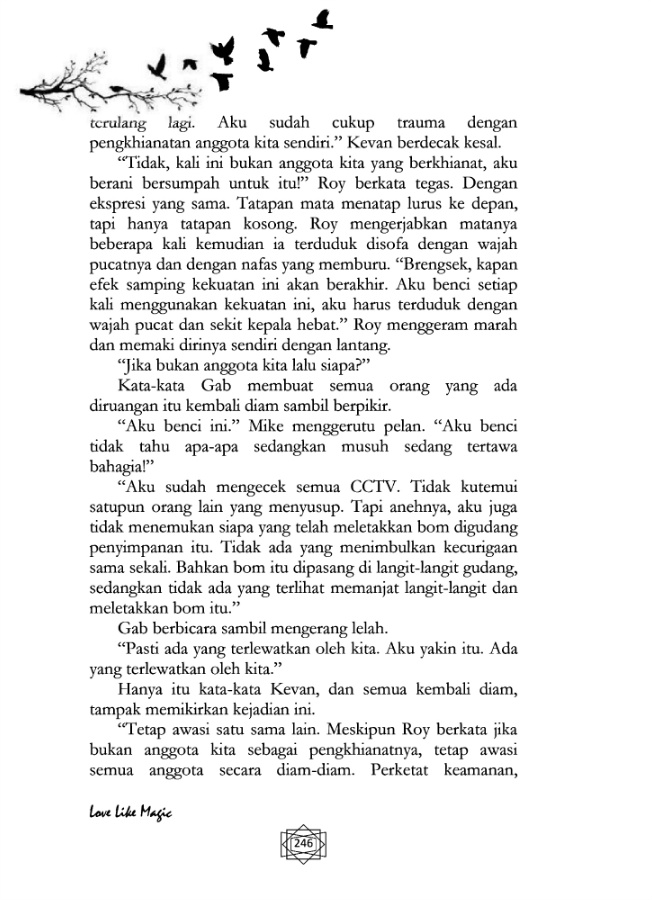 terulang lagi. Aku sudah cukup trauma dengan
pengkhianatan anggota kita sendiri.” Kevan berdecak kesal.
“Tidak, kali ini bukan anggota kita yang berkhianat, aku
berani bersumpah untuk itu!” Roy berkata tegas. Dengan
ekspresi yang sama. Tatapan mata menatap lurus ke depan,
tapi hanya tatapan kosong. Roy mengerjabkan matanya
beberapa kali kemudian ia terduduk disofa dengan wajah
pucatnya dan dengan nafas yang memburu. “Brengsek, kapan
efek samping kekuatan ini akan berakhir. Aku benci setiap
kali menggunakan kekuatan ini, aku harus terduduk dengan
wajah pucat dan sekit kepala hebat.” Roy menggeram marah
dan memaki dirinya sendiri dengan lantang.
“Jika bukan anggota kita lalu siapa?”
Kata-kata Gab membuat semua orang yang ada
diruangan itu kembali diam sambil berpikir.
“Aku benci ini.” Mike menggerutu pelan. “Aku benci
tidak tahu apa-apa sedangkan musuh sedang tertawa
bahagia!”
“Aku sudah mengecek semua CCTV. Tidak kutemui
satupun orang lain yang menyusup. Tapi anehnya, aku juga
tidak menemukan siapa yang telah meletakkan bom digudang
penyimpanan itu. Tidak ada yang menimbulkan kecurigaan
sama sekali. Bahkan bom itu dipasang di langit-langit gudang,
sedangkan tidak ada yang terlihat memanjat langit-langit dan
meletakkan bom itu.”
Gab berbicara sambil mengerang lelah.
“Pasti ada yang terlewatkan oleh kita. Aku yakin itu. Ada
yang terlewatkan oleh kita.”
Hanya itu kata-kata Kevan, dan semua kembali diam,
tampak memikirkan kejadian ini.
“Tetap awasi satu sama lain. Meskipun Roy berkata jika
bukan anggota kita sebagai pengkhianatnya, tetap awasi
semua anggota secara diam-diam. Perketat keamanan,
Love Like Magic
246